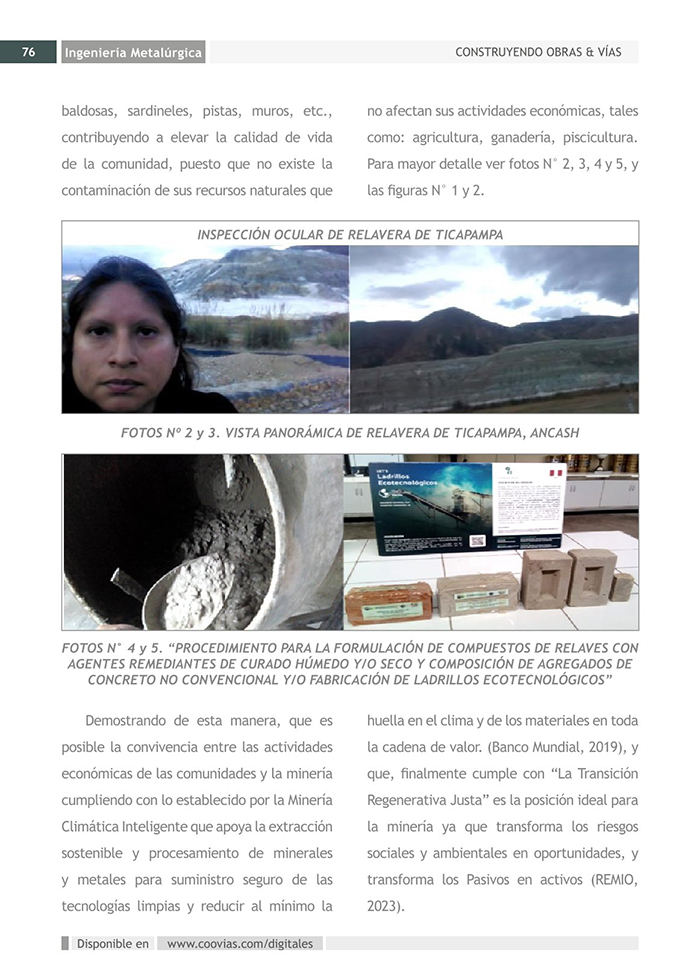 76
Ingeniería Metalúrgica
CONSTRUYENDO OBRAS & VÍAS
baldosas, sardineles, pistas, muros, etc.,
contribuyendo a elevar la calidad de vida
de la comunidad, puesto que no existe la
contaminación de sus recursos naturales que
no afectan sus actividades económicas, tales
como: agricultura, ganadería, piscicultura.
Para mayor detalle ver fotos N° 2, 3, 4 y 5, y
las figuras N° 1 y 2.
INSPECCIÓN OCULAR DE RELAVERA DE TICAPAMPA
FOTOS Nº 2 y 3. VISTA PANORÁMICA DE RELAVERA DE TICAPAMPA, ANCASH
Ladrillos
Ecotecnológicos
FOTOS N° 4 y 5. “PROCEDIMIENTO PARA LA FORMULACIÓN DE COMPUESTOS DE RELAVES CON
AGENTES REMEDIANTES DE CURADO HÚMEDO Y/O SECO Y COMPOSICIÓN DE AGREGADOS DE
CONCRETO NO CONVENCIONAL Y/O FABRICACIÓN DE LADRILLOS ECOTECNOLÓGICOS”
Demostrando de esta manera, que es
posible la convivencia entre las actividades
económicas de las comunidades y la minería
cumpliendo con lo establecido por la Minería
Climática Inteligente que apoya la extracción
sostenible y procesamiento de minerales
y metales para suministro seguro de las
tecnologías limpias y reducir al mínimo la
huella en el clima y de los materiales en toda
la cadena de valor. (Banco Mundial, 2019), y
que, finalmente cumple con “La Transición
Regenerativa Justa” es la posición ideal para
la minería ya que transforma los riesgos
sociales y ambientales en oportunidades, y
transforma los Pasivos en activos (REMIO,
2023).
Disponible en
www.coovias.com/digitales